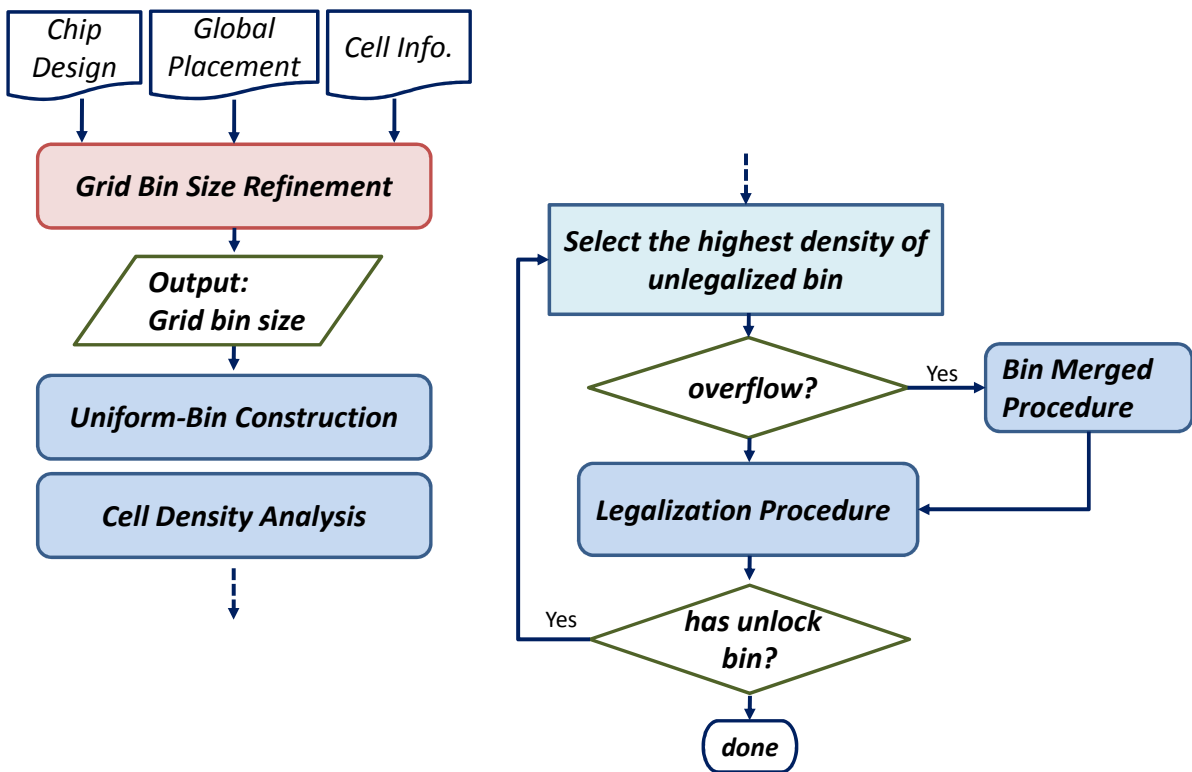 Chip
Design
Global
Placement
Cell Info.
Grid Bin Size Refinement
Output:
Grid bin size
Uniform-Bin Construction
Cell Density Analysis
Select the highest density of
unlegalized bin
overflow?
Yes
Bin Merged
Procedure
Legalization Procedure
has unlock
bin?
Yes
done